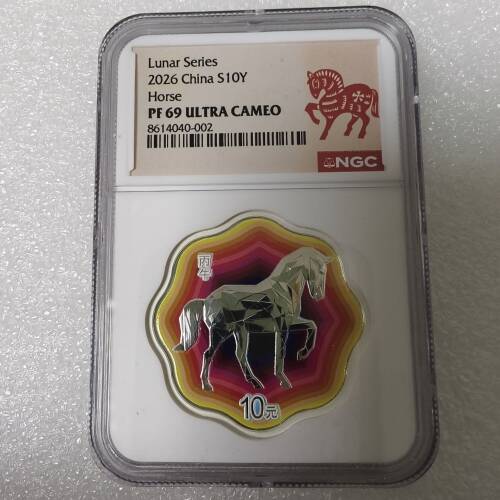 Lunar Series
2026 China S10Y
Horse
PF 69 ULTRA CAMEO
8614040-002
NGC
丙午
10元